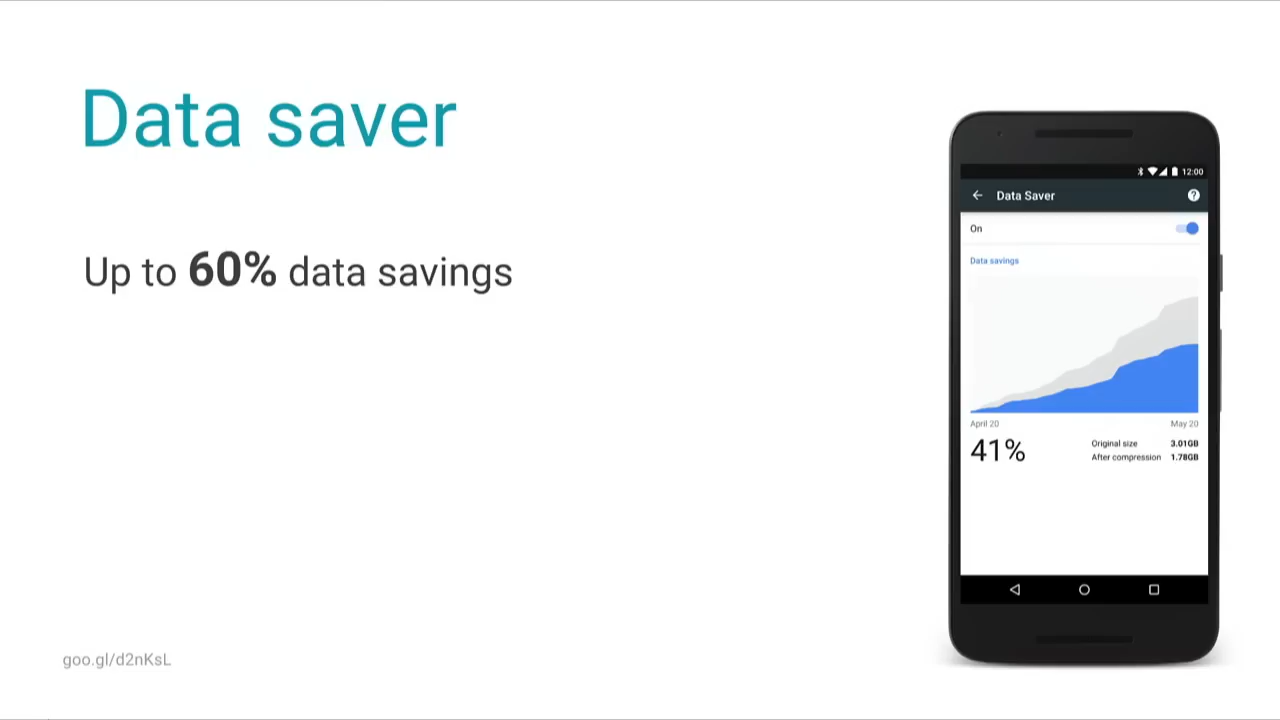 Data saver
Up to 60% data savings
12:00
Data Saver
?
On
Data savings
April 20 May 20
41%
Original size 3.01GB
After compression 1.78GB
goo.gl/d2nKsL